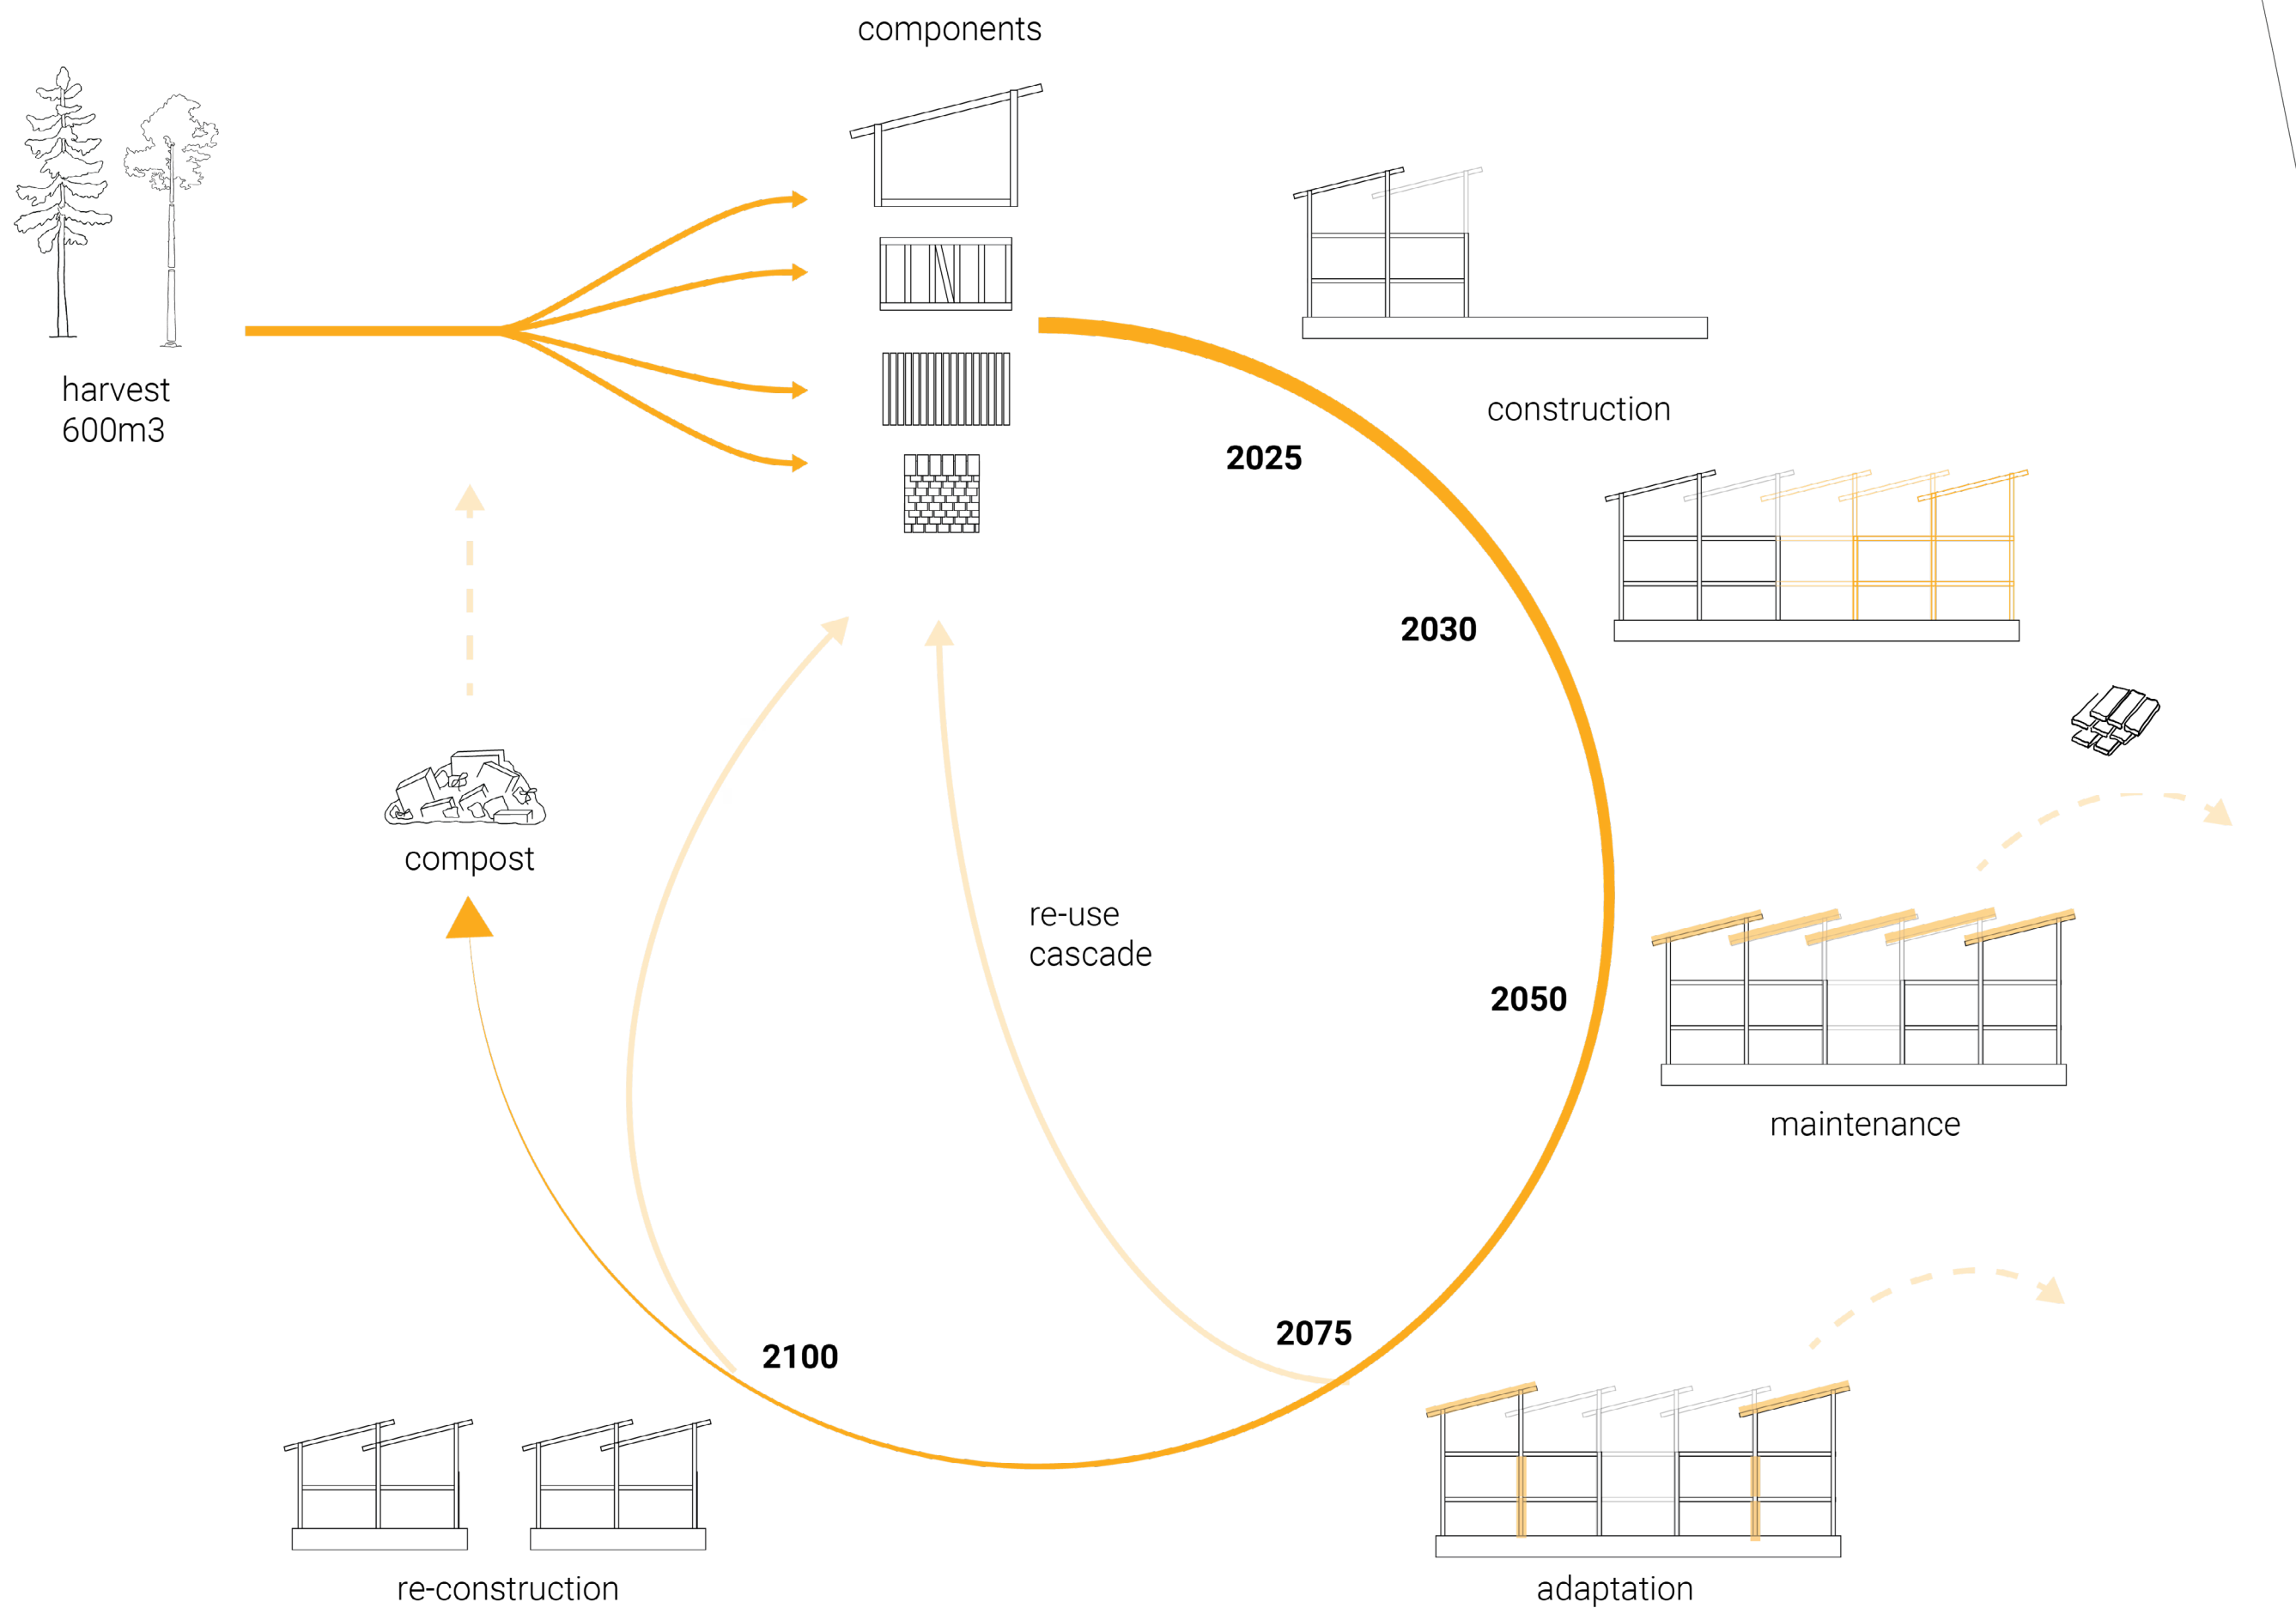 components
harvest
600m3
construction
2025
2030
compost
re-use
cascade
2050
maintenance
2075
2100
re-construction
adaptation